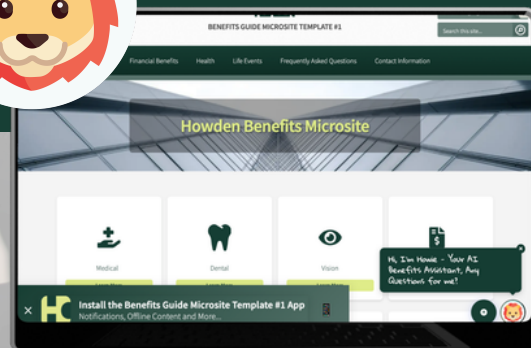 BENEFITS GUIDE MICROSITE TEMPLATE #1
Search this site...
Financial Benefits Health Life Events Frequently Asked Questions Contact Information
Howden Benefits Microsite
Medical Dental Vision
Hi, I'm Howie - Your AI
Benefits Assistant, Any
Questions for me?
Install the Benefits Guide Microsite Template #1 App
Notifications, Offline Content and More...